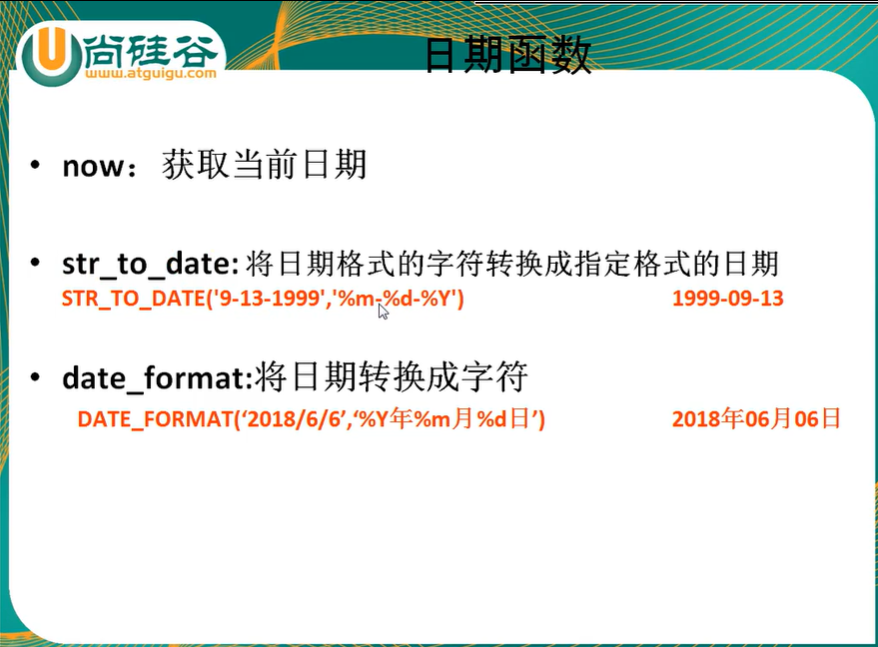 尚硅谷
www.atguigu.com
日期函数
• now：获取当前日期
• str_to_date: 将日期格式的字符转换成指定格式的日期
STR_TO_DATE('9-13-1999','%m-%d-%Y') 1999-09-13
• date_format:将日期转换成字符
DATE_FORMAT(‘2018/6/6’,‘%Y年%m月%d日’) 2018年06月06日